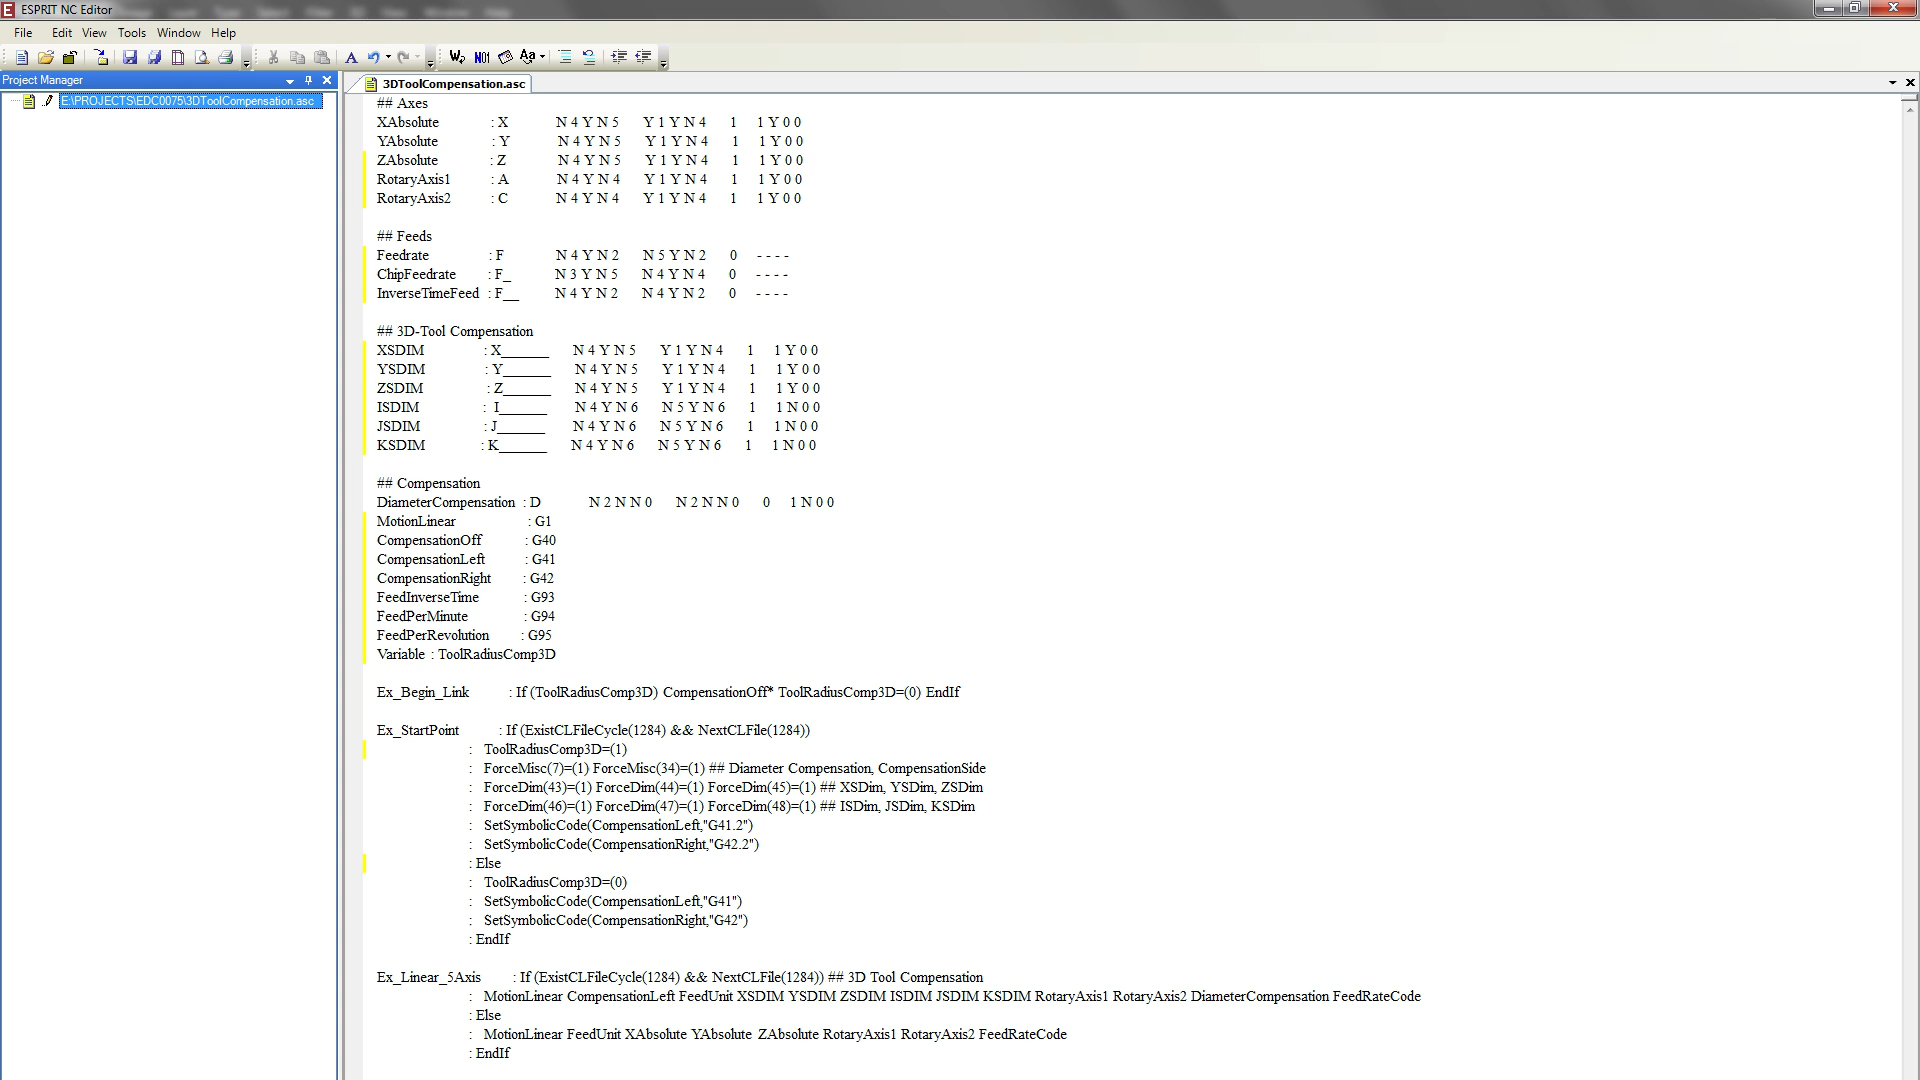 ESPRIT NC Editor
File Edit View Tools Window Help
Project Manager
E:\PROJECTS\EDC0075\3DToolCompensation.asc
3DToolCompensation.asc
## Axes
XAbsolute : X N 4 Y N 5 Y 1 Y N 4 1 1 Y 0 0
YAbsolute : Y N 4 Y N 5 Y 1 Y N 4 1 1 Y 0 0
ZAbsolute : Z N 4 Y N 5 Y 1 Y N 4 1 1 Y 0 0
RotaryAxis1 : A N 4 Y N 4 Y 1 Y N 4 1 1 Y 0 0
RotaryAxis2 : C N 4 Y N 4 Y 1 Y N 4 1 1 Y 0 0
## Feeds
Feedrate : F N 4 Y N 2 N 5 Y N 2 0 - - - -
ChipFeedrate : F_ N 3 Y N 5 N 4 Y N 4 0 - - - -
InverseTimeFeed : F__ N 4 Y N 2 N 4 Y N 2 0 - - - -
## 3D-Tool Compensation
XSDIM : X______ N 4 Y N 5 Y 1 Y N 4 1 1 Y 0 0
YSDIM : Y______ N 4 Y N 5 Y 1 Y N 4 1 1 Y 0 0
ZSDIM : Z______ N 4 Y N 5 Y 1 Y N 4 1 1 Y 0 0
ISDIM : I______ N 4 Y N 6 N 5 Y N 6 1 1 N 0 0
JSDIM : J______ N 4 Y N 6 N 5 Y N 6 1 1 N 0 0
KSDIM : K______ N 4 Y N 6 N 5 Y N 6 1 1 N 0 0
## Compensation
DiameterCompensation : D N 2 N N 0 N 2 N N 0 0 1 N 0 0
MotionLinear : G1
CompensationOff : G40
CompensationLeft : G41
CompensationRight : G42
FeedInverseTime : G93
FeedPerMinute : G94
FeedPerRevolution : G95
Variable : ToolRadiusComp3D
Ex_Begin_Link : If (ToolRadiusComp3D) CompensationOff* ToolRadiusComp3D=(0) EndIf
Ex_StartPoint : If (ExistCLFileCycle(1284) && NextCLFile(1284))
: ToolRadiusComp3D=(1)
: ForceMisc(7)=(1) ForceMisc(34)=(1) ## Diameter Compensation, CompensationSide
: ForceDim(43)=(1) ForceDim(44)=(1) ForceDim(45)=(1) ## XSDim, YSDim, ZSDim
: ForceDim(46)=(1) ForceDim(47)=(1) ForceDim(48)=(1) ## ISDim, JSDim, KSDim
: SetSymbolicCode(CompensationLeft,"G41.2")
: SetSymbolicCode(CompensationRight,"G42.2")
: Else
: ToolRadiusComp3D=(0)
: SetSymbolicCode(CompensationLeft,"G41")
: SetSymbolicCode(CompensationRight,"G42")
: EndIf
Ex_Linear_5Axis : If (ExistCLFileCycle(1284) && NextCLFile(1284)) ## 3D Tool Compensation
: MotionLinear CompensationLeft FeedUnit XSDIM YSDIM ZSDIM ISDIM JSDIM KSDIM RotaryAxis1 RotaryAxis2 DiameterCompensation FeedRateCode
: Else
: MotionLinear FeedUnit XAbsolute YAbsolute ZAbsolute RotaryAxis1 RotaryAxis2 FeedRateCode
: EndIf